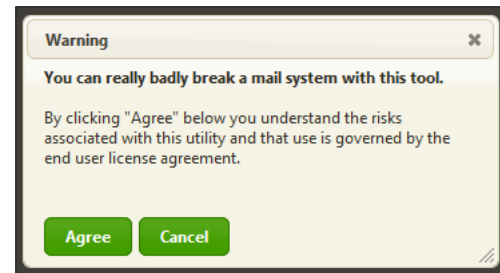 Warning
You can really badly break a mail system with this tool.
By clicking "Agree" below you understand the risks
associated with this utility and that use is governed by the
end user license agreement.
Agree Cancel